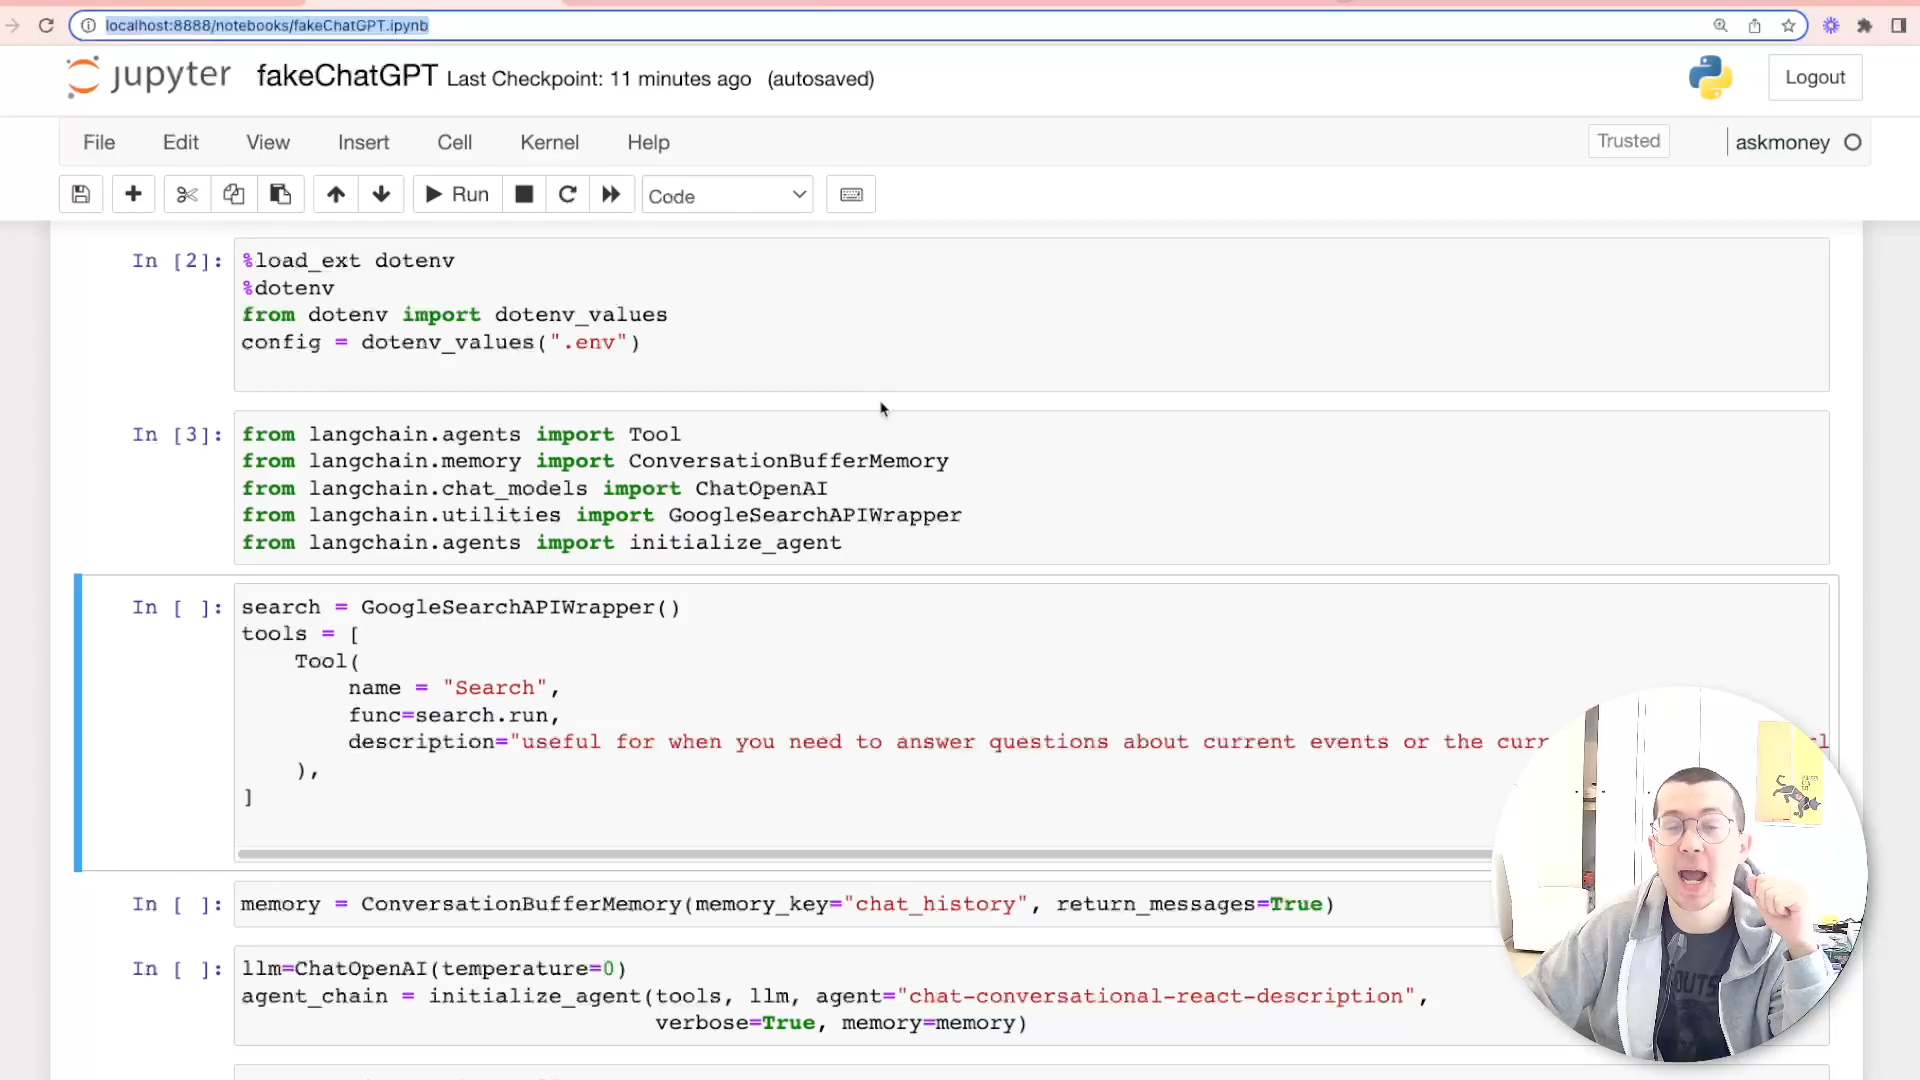 localhost:8888/notebooks/fakeChatGPT.ipynb
jupyter fakeChatGPT Last Checkpoint: 11 minutes ago (autosaved)
Logout
File Edit View Insert Cell Kernel Help
Trusted
askmoney
Run
Code
In [2]:
%load_ext dotenv
%dotenv
from dotenv import dotenv_values
config = dotenv_values(".env")
In [3]:
from langchain.agents import Tool
from langchain.memory import ConversationBufferMemory
from langchain.chat_models import ChatOpenAI
from langchain.utilities import GoogleSearchAPIWrapper
from langchain.agents import initialize_agent
In [ ]:
search = GoogleSearchAPIWrapper()
tools = [
    Tool(
        name = "Search",
        func=search.run,
        description="useful for when you need to answer questions about current events or the curr
    ),
]
In [ ]:
memory = ConversationBufferMemory(memory_key="chat_history", return_messages=True)
In [ ]:
llm=ChatOpenAI(temperature=0)
agent_chain = initialize_agent(tools, llm, agent="chat-conversational-react-description",
                               verbose=True, memory=memory)